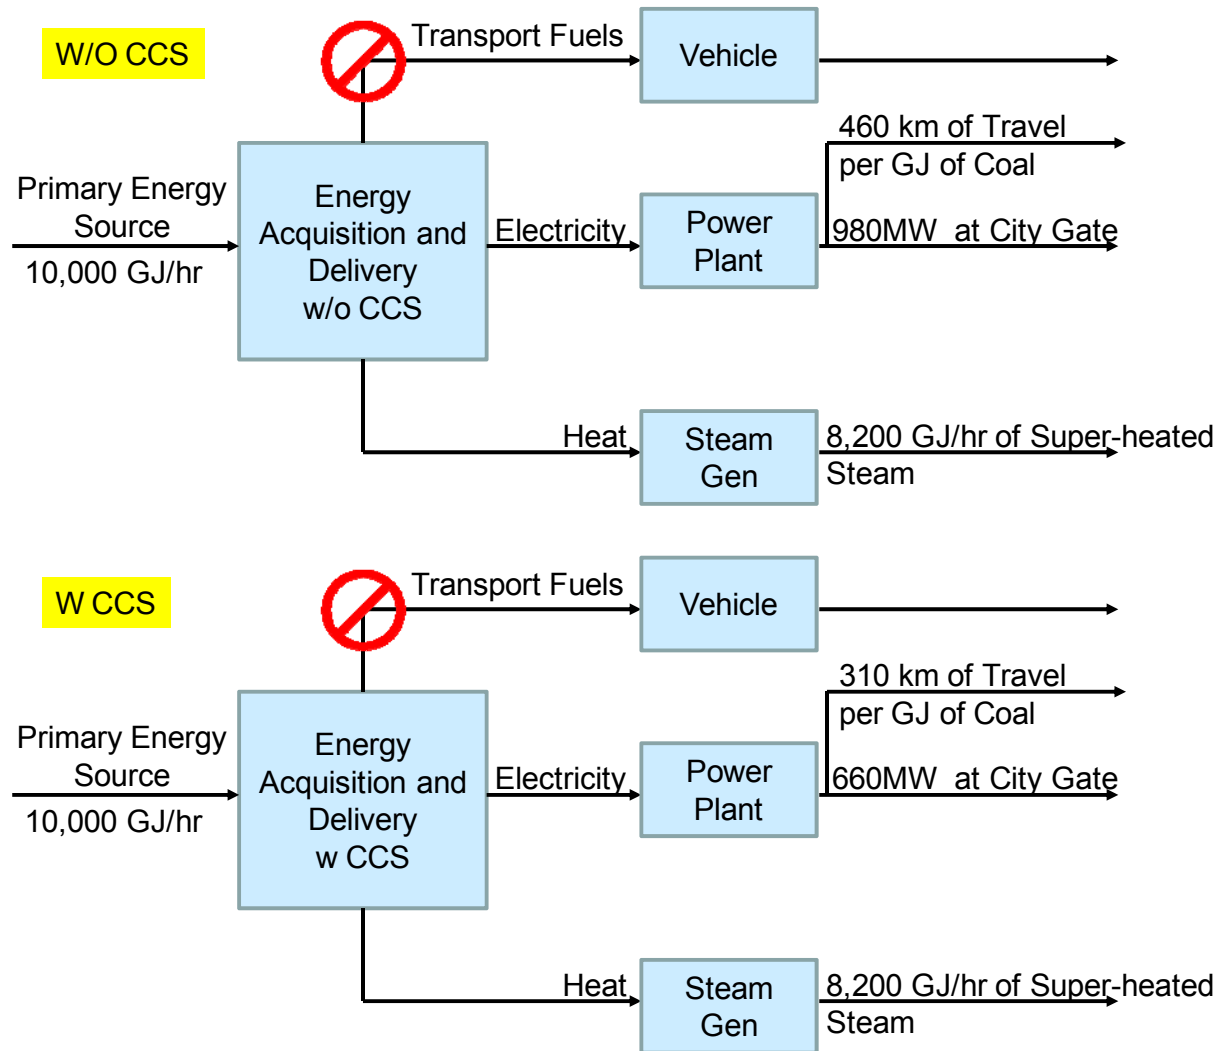 W/O CCS
Transport Fuels
Vehicle
460 km of Travel
per GJ of Coal
Primary Energy
Source
10,000 GJ/hr
Energy
Acquisition and
Delivery
w/o CCS
Electricity
Power
Plant
980MW at City Gate
Heat
Steam
Gen
8,200 GJ/hr of Super-heated
Steam
W CCS
Transport Fuels
Vehicle
310 km of Travel
per GJ of Coal
Primary Energy
Source
10,000 GJ/hr
Energy
Acquisition and
Delivery
w CCS
Electricity
Power
Plant
660MW at City Gate
Heat
Steam
Gen
8,200 GJ/hr of Super-heated
Steam